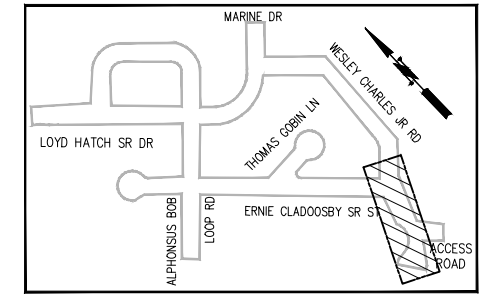 MARINE DR
WESLEY CHARLES JR RD
LOYD HATCH SR DR
THOMAS GOBIN LN
ALPHONSUS BOB
LOOP RD
ERNIE CLADOOSBY SR ST
ACCESS
ROAD